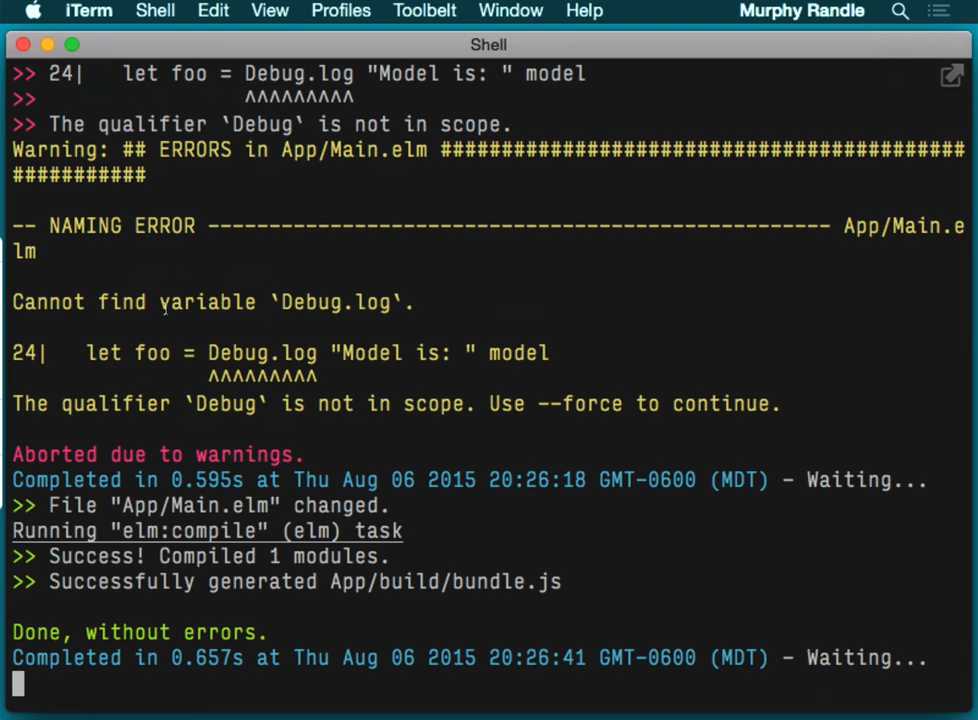 iTerm Shell Edit View Profiles Toolbelt Window Help Murphy Randle
Shell
>> 24|   let foo = Debug.log "Model is: " model
>>                 ^^^^^^^^^
>> The qualifier `Debug` is not in scope.
Warning: ## ERRORS in App/Main.elm ###########################################
###########
-- NAMING ERROR --------------------------------------------------- App/Main.e
lm
Cannot find variable `Debug.log`.
24|   let foo = Debug.log "Model is: " model
                ^^^^^^^^^
The qualifier `Debug` is not in scope. Use --force to continue.
Aborted due to warnings.
Completed in 0.595s at Thu Aug 06 2015 20:26:18 GMT-0600 (MDT) - Waiting...
>> File "App/Main.elm" changed.
Running "elm:compile" (elm) task
>> Success! Compiled 1 modules.
>> Successfully generated App/build/bundle.js
Done, without errors.
Completed in 0.657s at Thu Aug 06 2015 20:26:41 GMT-0600 (MDT) - Waiting...